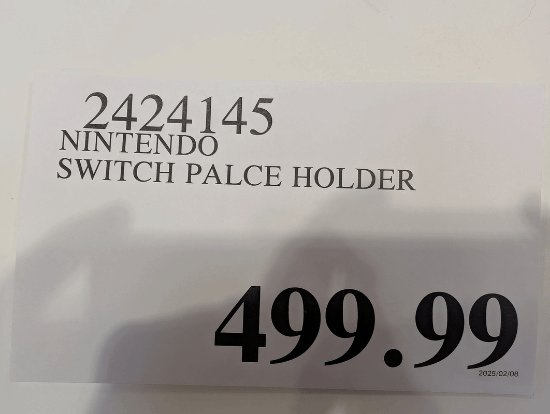 2424145
NINTENDO
SWITCH PALCE HOLDER
499.99
2025/02/08